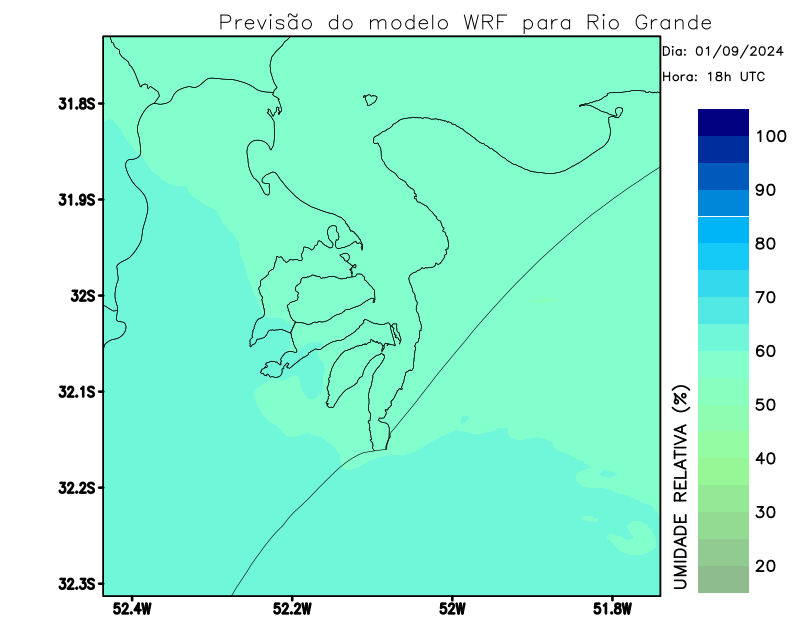 Previsão do modelo WRF para Rio Grande
Dia: 01/09/2024
Hora: 18h UTC
31.8S
31.9S
32S
32.1S
32.2S
32.3S
52.4W
52.2W
52W
51.8W
UMIDADE RELATIVA (%)
100
90
80
70
60
50
40
30
20